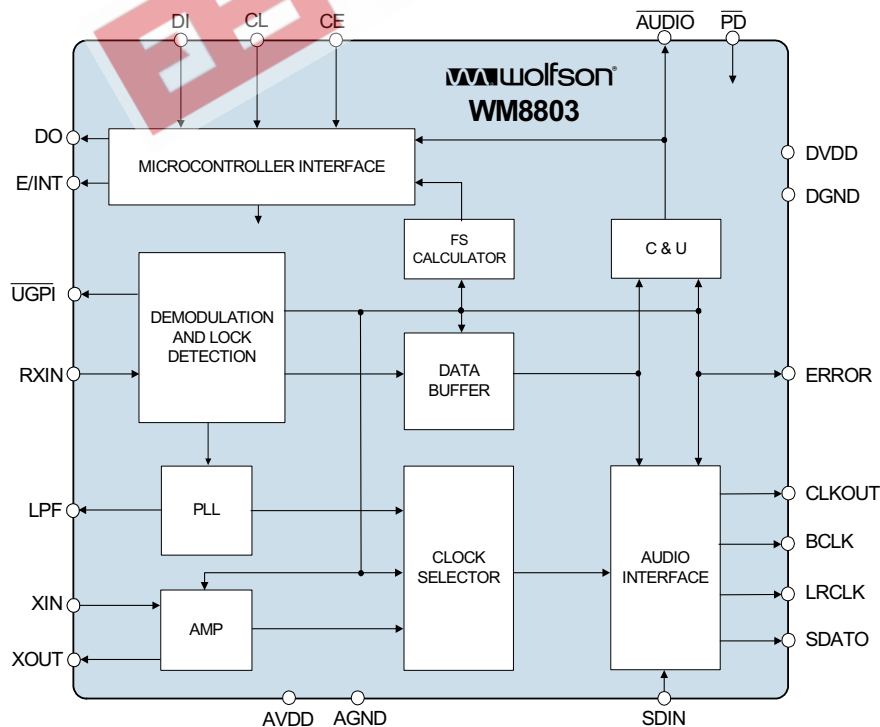 DI CL CE AUDIO PD
wolfson®
WM8803
DO
E/INT
MICROCONTROLLER INTERFACE
DVDD
DGND
FS
CALCULATOR
C & U
UGPI
DEMODULATION
AND LOCK
DETECTION
RXIN
DATA
BUFFER
ERROR
LPF
PLL
CLOCK
SELECTOR
AUDIO
INTERFACE
CLKOUT
BCLK
LRCLK
SDATO
XIN
AMP
XOUT
AVDD AGND SDIN